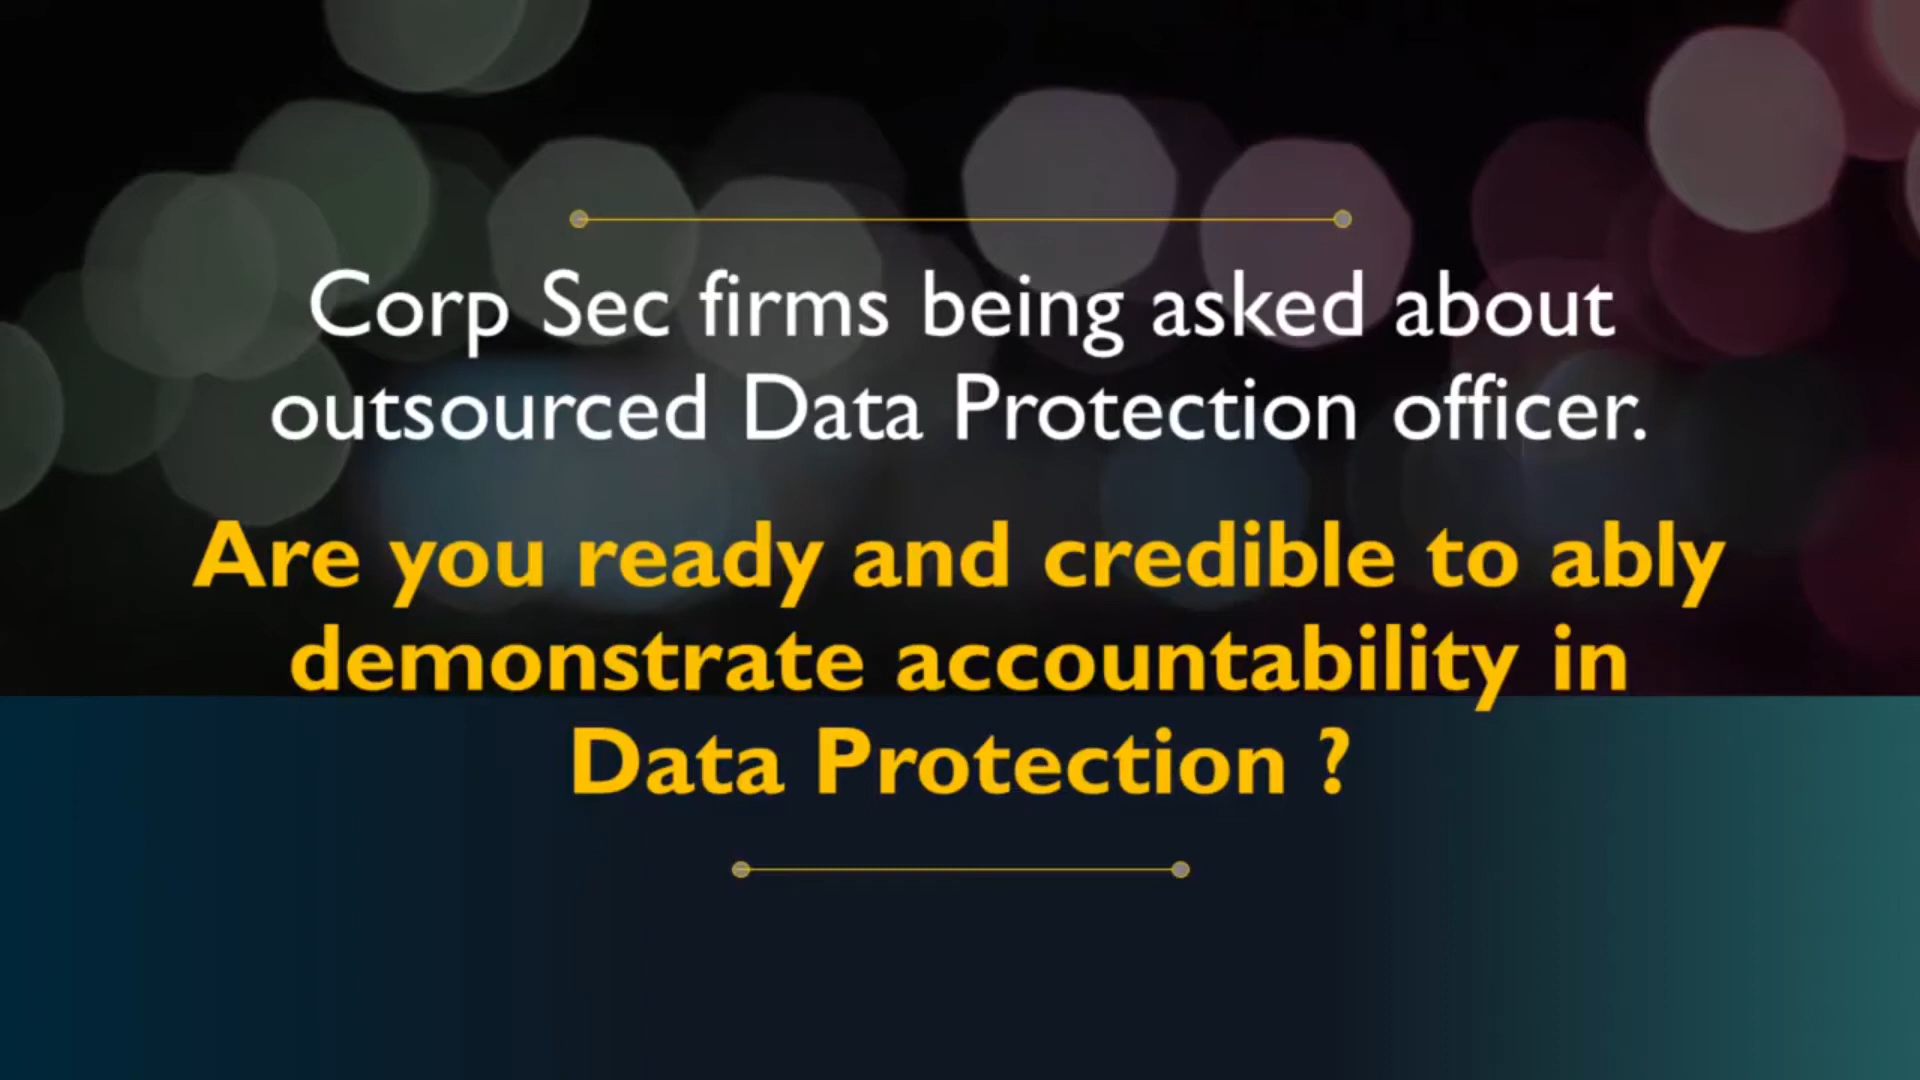 Corp Sec firms being asked about
outsourced Data Protection officer.
Are you ready and credible to ably
demonstrate accountability in
Data Protection ?